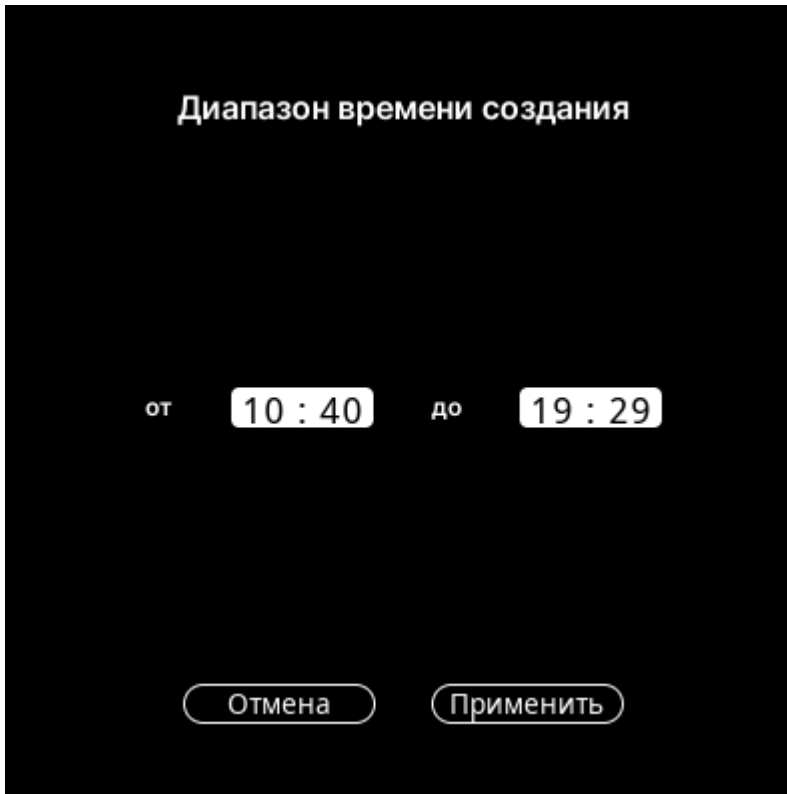 Диапазон времени создания
от 10 : 40 до 19 : 29
Отмена Применить